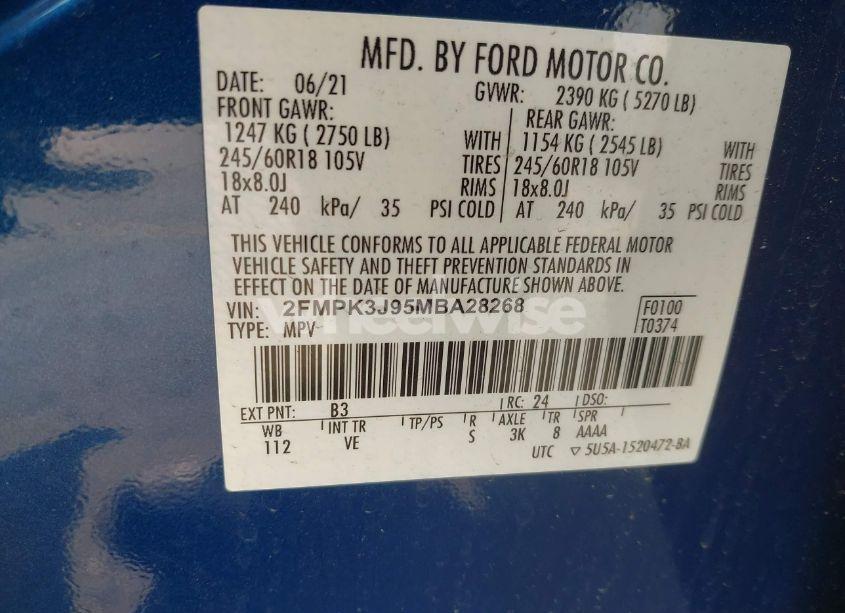 MFD. BY FORD MOTOR CO.
DATE: 06/21 GVWR: 2390 KG ( 5270 LB)
FRONT GAWR: REAR GAWR:
1247 KG ( 2750 LB) WITH 1154 KG ( 2545 LB) WITH
245/60R18 105V TIRES 245/60R18 105V TIRES
18x8.0J RIMS 18x8.0J RIMS
AT 240 kPa/ 35 PSI COLD AT 240 kPa/ 35 PSI COLD
THIS VEHICLE CONFORMS TO ALL APPLICABLE FEDERAL MOTOR
VEHICLE SAFETY AND THEFT PREVENTION STANDARDS IN
EFFECT ON THE DATE OF MANUFACTURE SHOWN ABOVE.
VIN: 2FMPK3J95MBA28268 F0100
TYPE: MPV T0374
wheelwise
EXT PNT: B3 RC: 24 DSO:
WB INT TR TP/PS R AXLE TR SPR
112 VE S 3K 8 AAAA
UTC ▽ 5U5A-1520472-BA